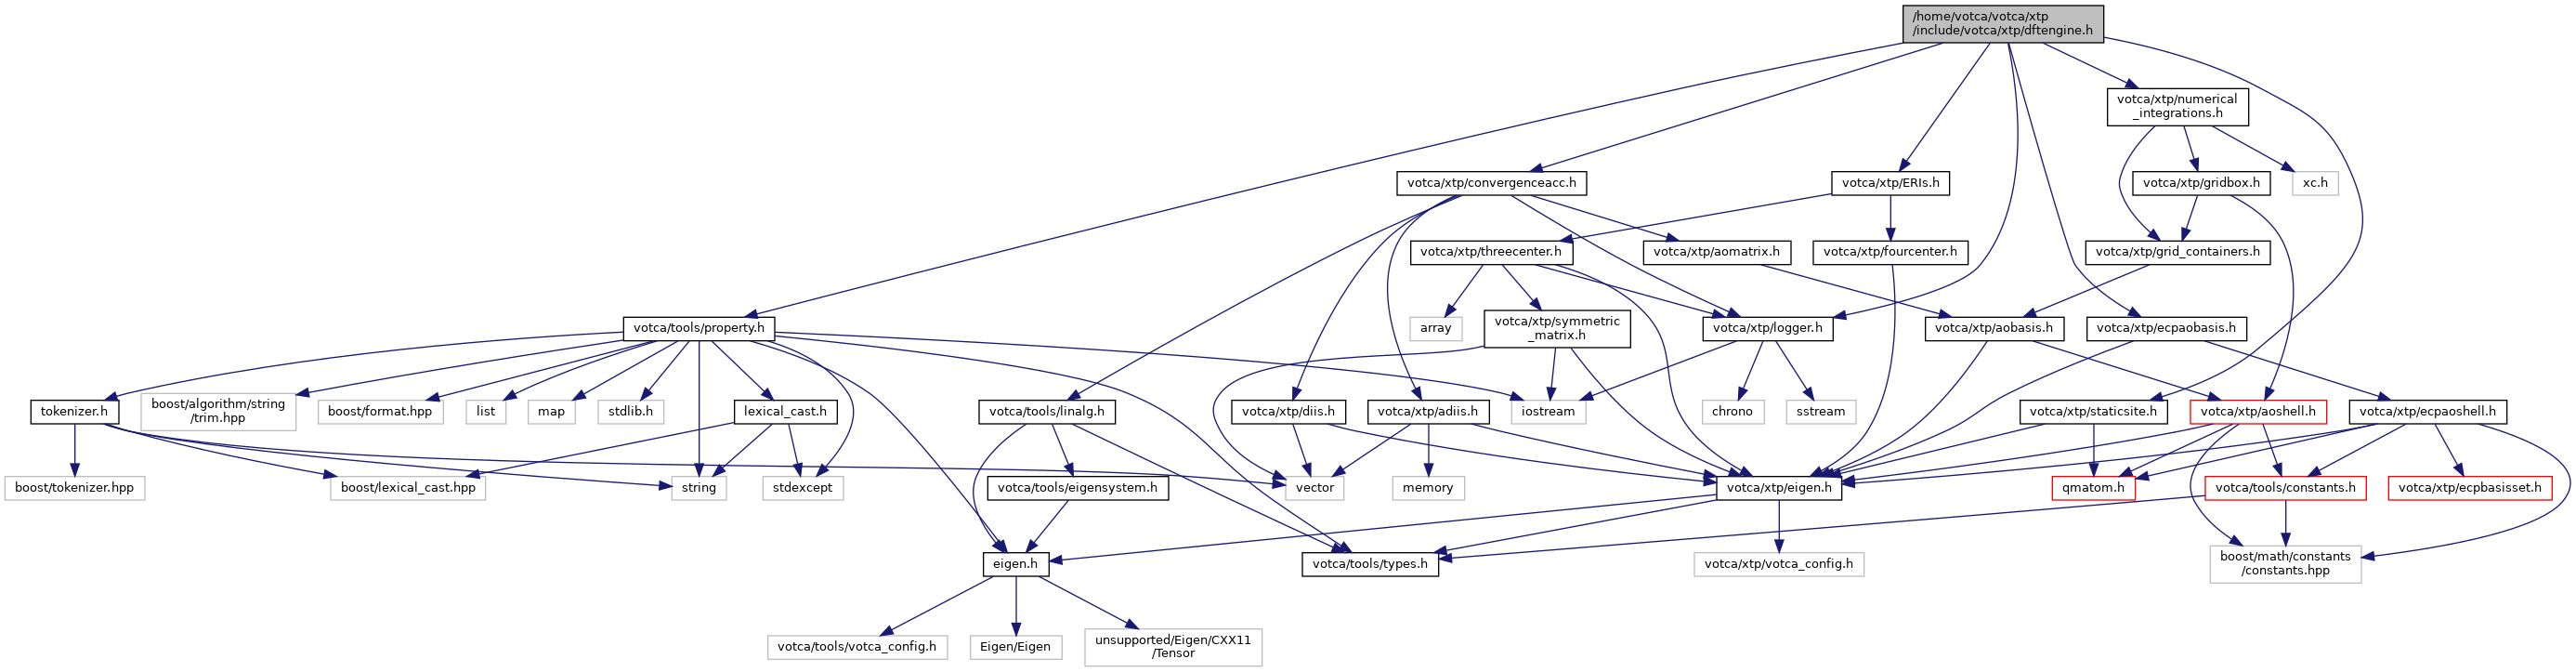 /home/votca/votca/xtp
/include/votca/xtp/dftengine.h
votca/xtp/numerical
_integrations.h
votca/xtp/convergenceacc.h
votca/xtp/ERIs.h
votca/xtp/gridbox.h
xc.h
votca/xtp/threecenter.h
votca/xtp/aomatrix.h
votca/xtp/fourcenter.h
votca/xtp/grid_containers.h
votca/tools/property.h
array
votca/xtp/symmetric
_matrix.h
votca/xtp/logger.h
votca/xtp/aobasis.h
votca/xtp/ecpaobasis.h
tokenizer.h
boost/algorithm/string
/trim.hpp
boost/format.hpp
list
map
stdlib.h
lexical_cast.h
votca/tools/linalg.h
votca/xtp/diis.h
votca/xtp/adiis.h
iostream
chrono
sstream
votca/xtp/staticsite.h
votca/xtp/aoshell.h
votca/xtp/ecpaoshell.h
boost/tokenizer.hpp
boost/lexical_cast.hpp
string
stdexcept
votca/tools/eigensystem.h
vector
memory
votca/xtp/eigen.h
qmatom.h
votca/tools/constants.h
votca/xtp/ecpbasisset.h
eigen.h
votca/tools/types.h
votca/xtp/votca_config.h
boost/math/constants
/constants.hpp
votca/tools/votca_config.h
Eigen/Eigen
unsupported/Eigen/CXX11
/Tensor